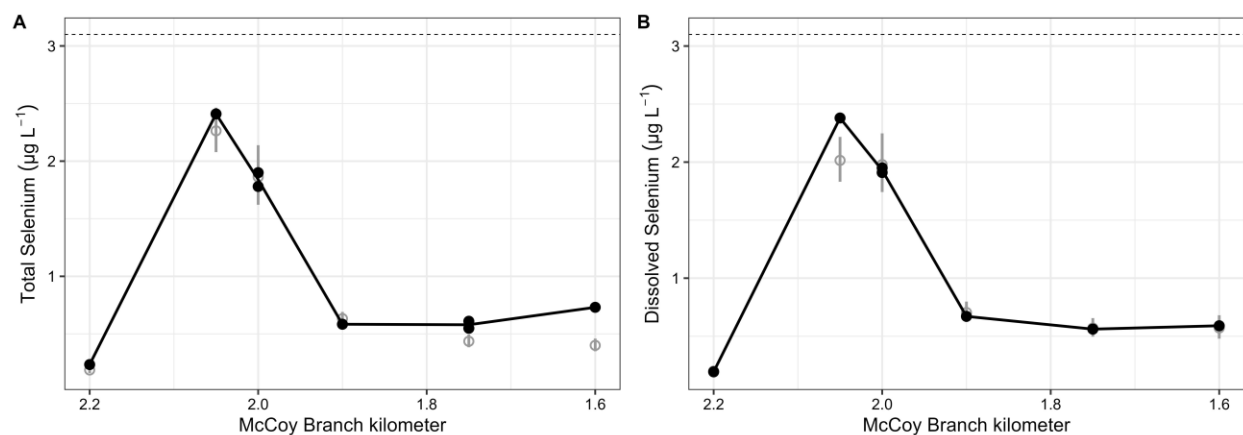 A
3
2
1
Total Selenium (µg L⁻¹)
2.2
2.0
1.8
1.6
McCoy Branch kilometer
B
3
2
1
Dissolved Selenium (µg L⁻¹)
2.2
2.0
1.8
1.6
McCoy Branch kilometer